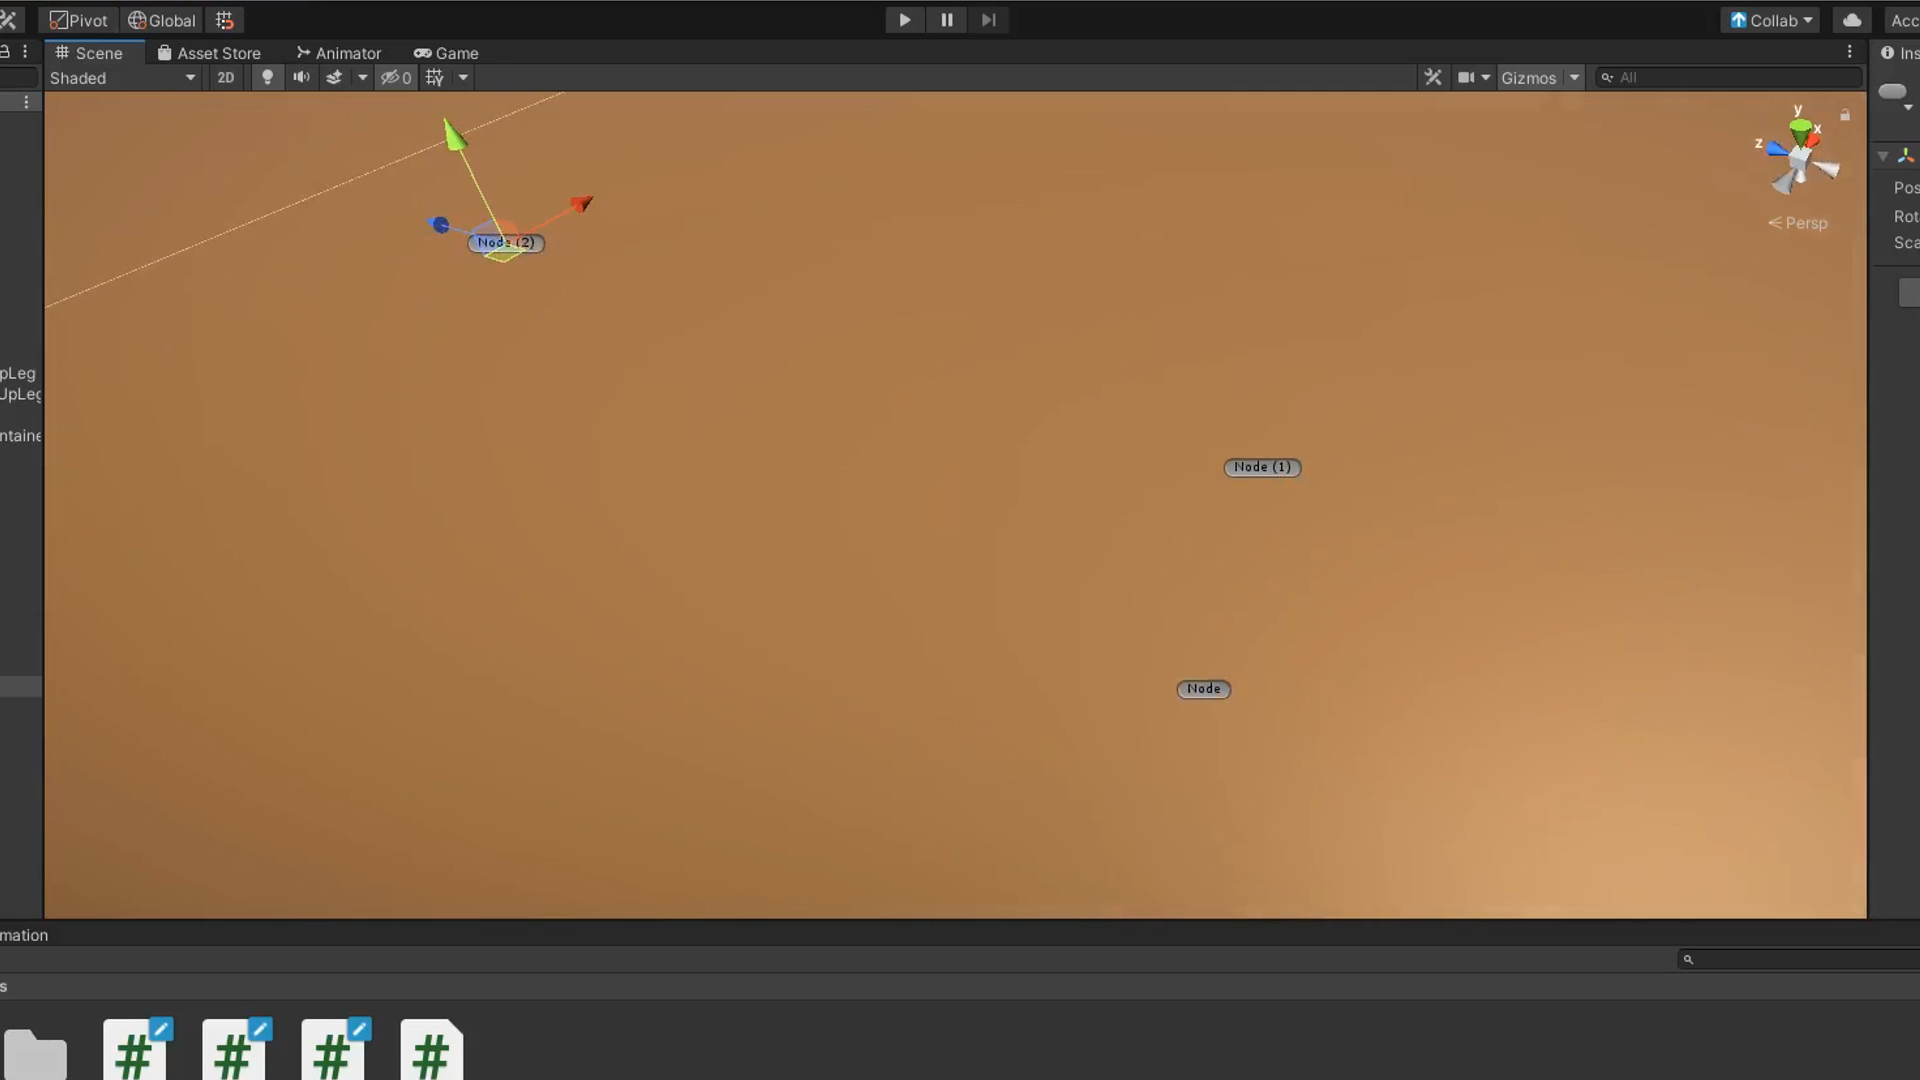 Pivot Global Collab Acc
Scene Asset Store Animator Game Ins
Shaded 2D 0 Gizmos All
y
x
z
Persp
Pos
Rota
Sca
Node (2)
pLeg
UpLeg
ntaine
Node (1)
Node
mation
s
# # # #